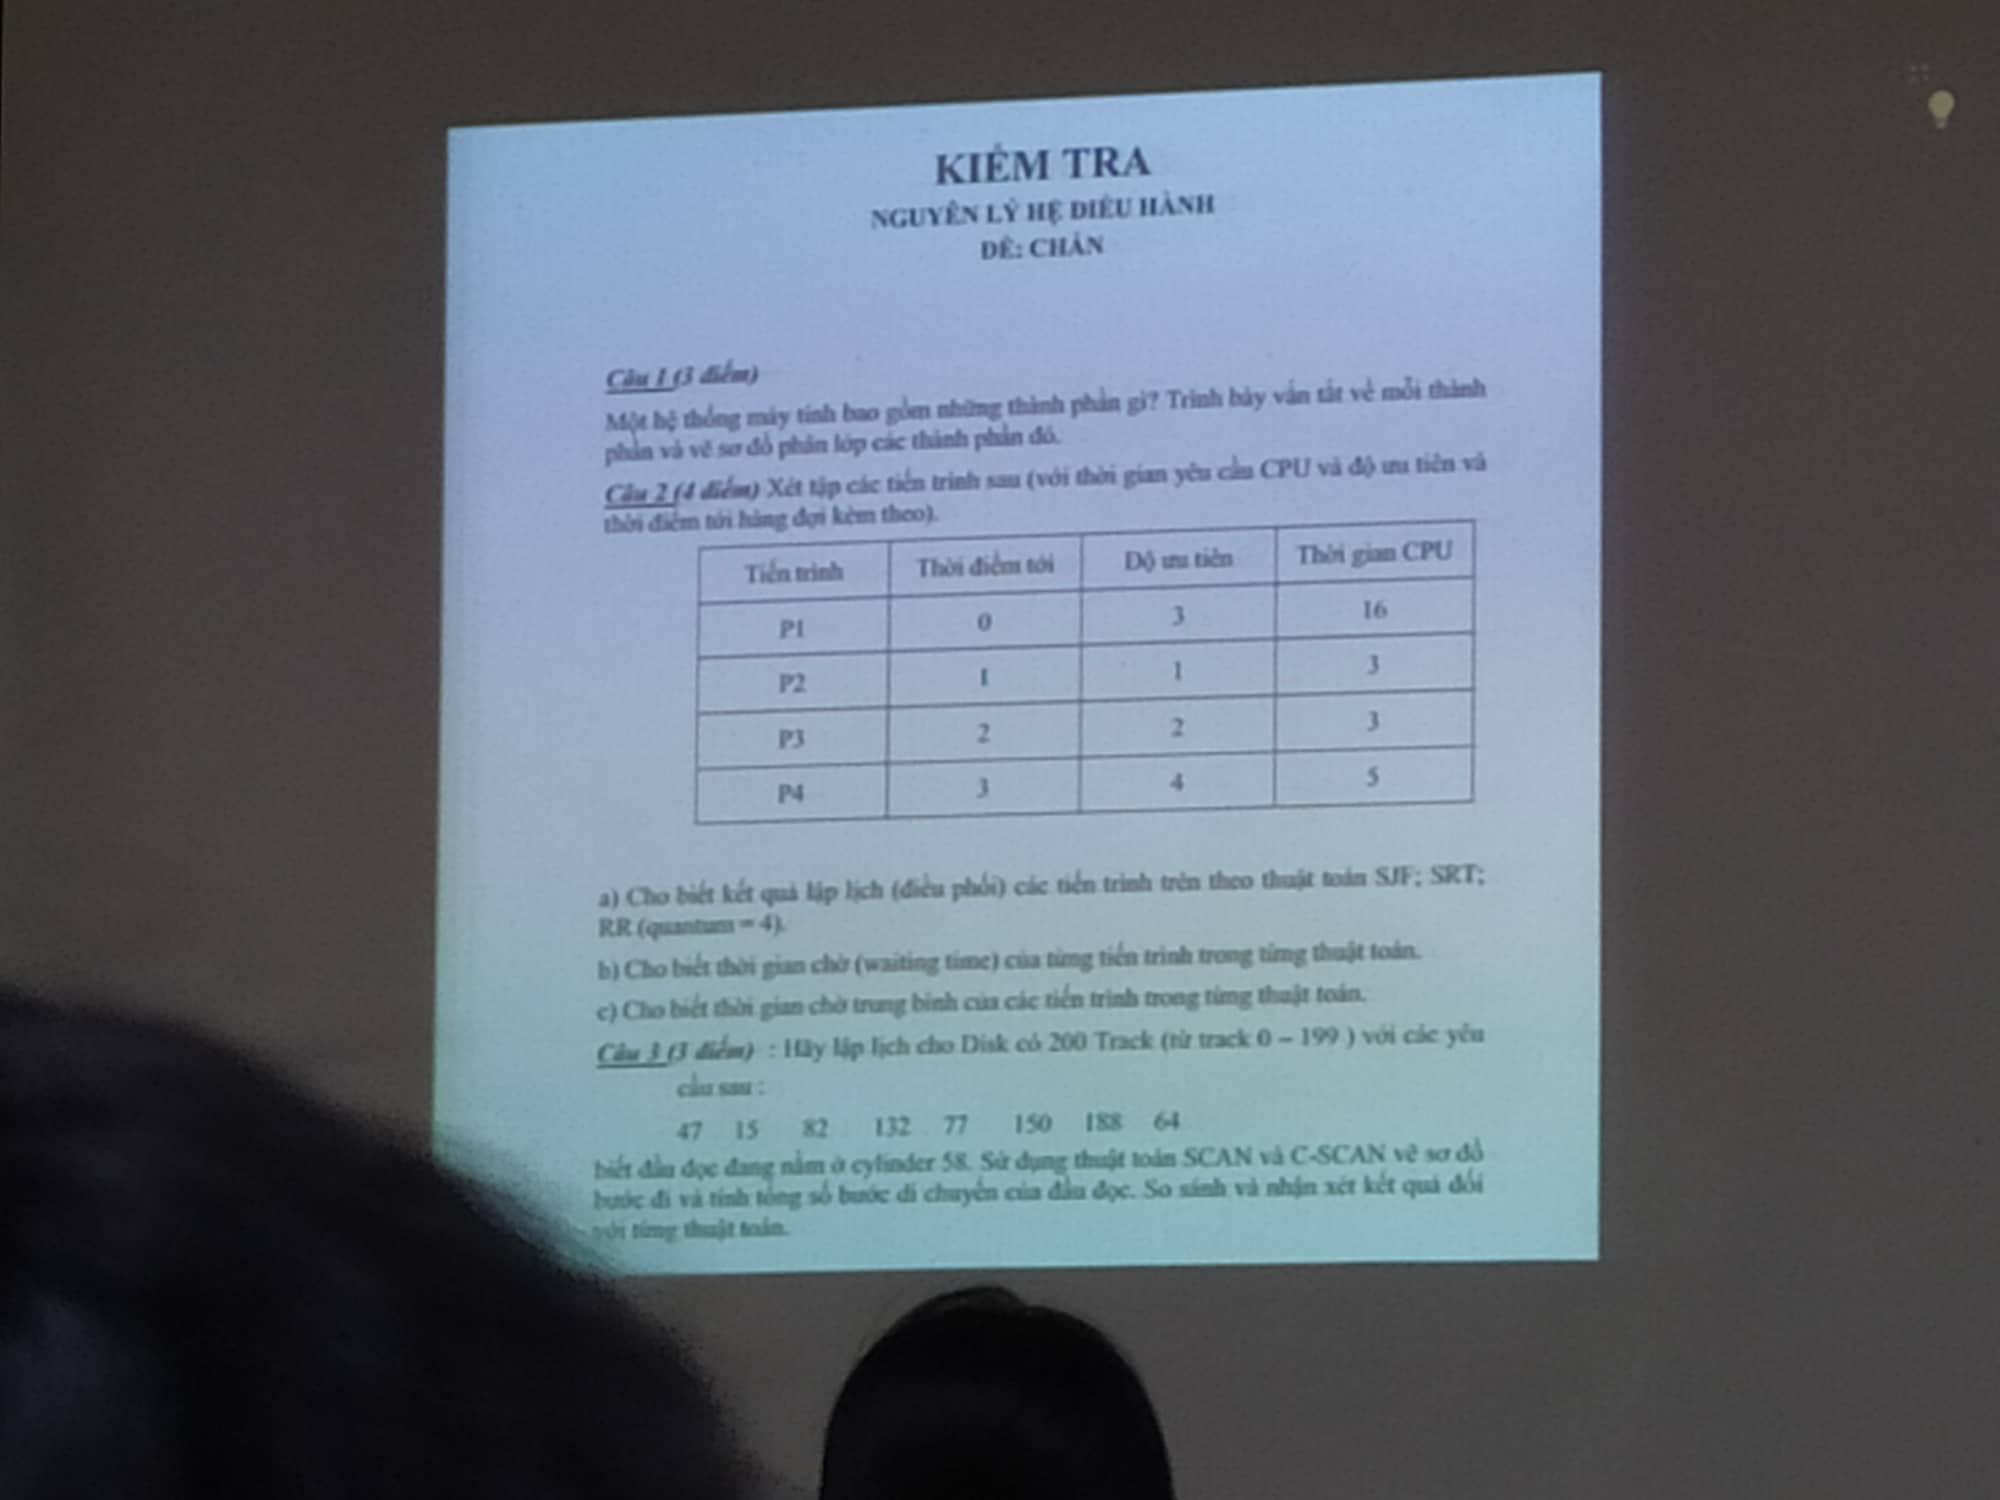 KIỂM TRA
NGUYÊN LÝ HỆ ĐIỀU HÀNH
ĐỀ: CHẴN
Câu 1 (3 điểm)
Một hệ thống máy tính bao gồm những thành phần gì? Trình bày vắn tắt về mỗi thành
phần và vẽ sơ đồ phân lớp các thành phần đó.
Câu 2 (4 điểm) Xét tập các tiến trình sau (với thời gian yêu cầu CPU và độ ưu tiên và
thời điểm tới hàng đợi kèm theo).
Tiến trình Thời điểm tới Độ ưu tiên Thời gian CPU
P1 0 3 16
P2 1 1 3
P3 2 2 3
P4 3 4 5
a) Cho biết kết quả lập lịch (điều phối) các tiến trình trên theo thuật toán SJF; SRT;
RR (quantum = 4).
b) Cho biết thời gian chờ (waiting time) của từng tiến trình trong từng thuật toán.
c) Cho biết thời gian chờ trung bình của các tiến trình trong từng thuật toán.
Câu 3 (3 điểm) : Hãy lập lịch cho Disk có 200 Track (từ track 0 – 199 ) với các yêu
cầu sau :
47 15 82 132 77 150 188 64
biết đầu đọc đang nằm ở cylinder 58. Sử dụng thuật toán SCAN và C-SCAN vẽ sơ đồ
bước đi và tính tổng số bước di chuyển của đầu đọc. So sánh và nhận xét kết quả đối
với từng thuật toán.